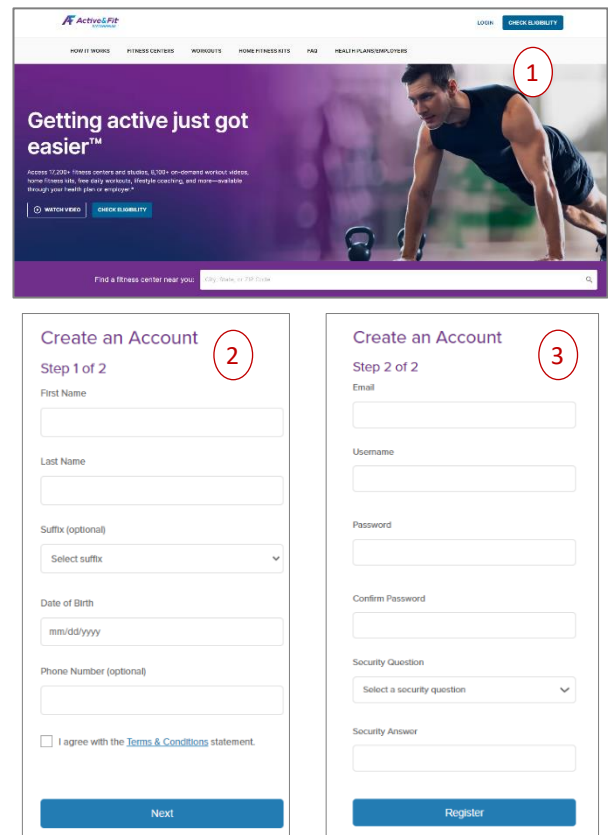 Active&Fit
LOGIN
CHECK ELIGIBILITY
1
HOW IT WORKS
FITNESS CENTERS
WORKOUTS
HOME FITNESS KITS
FAQ
HEALTH PLANS/EMPLOYERS
Getting active just got
easier™
Access 17,200+ fitness centers and studios, 8,100+ on-demand workout videos,
home fitness kits, free daily workouts, lifestyle coaching, and more—available
through your health plan or employer.*
WATCH VIDEO
CHECK ELIGIBILITY
Find a fitness center near you:
City, State, or ZIP Code
Create an Account
2
Step 1 of 2
First Name
Last Name
Suffix (optional)
Select suffix
Date of Birth
mm/dd/yyyy
Phone Number (optional)
I agree with the Terms & Conditions statement.
Next
Create an Account
3
Step 2 of 2
Email
Username
Password
Confirm Password
Security Question
Select a security question
Security Answer
Register